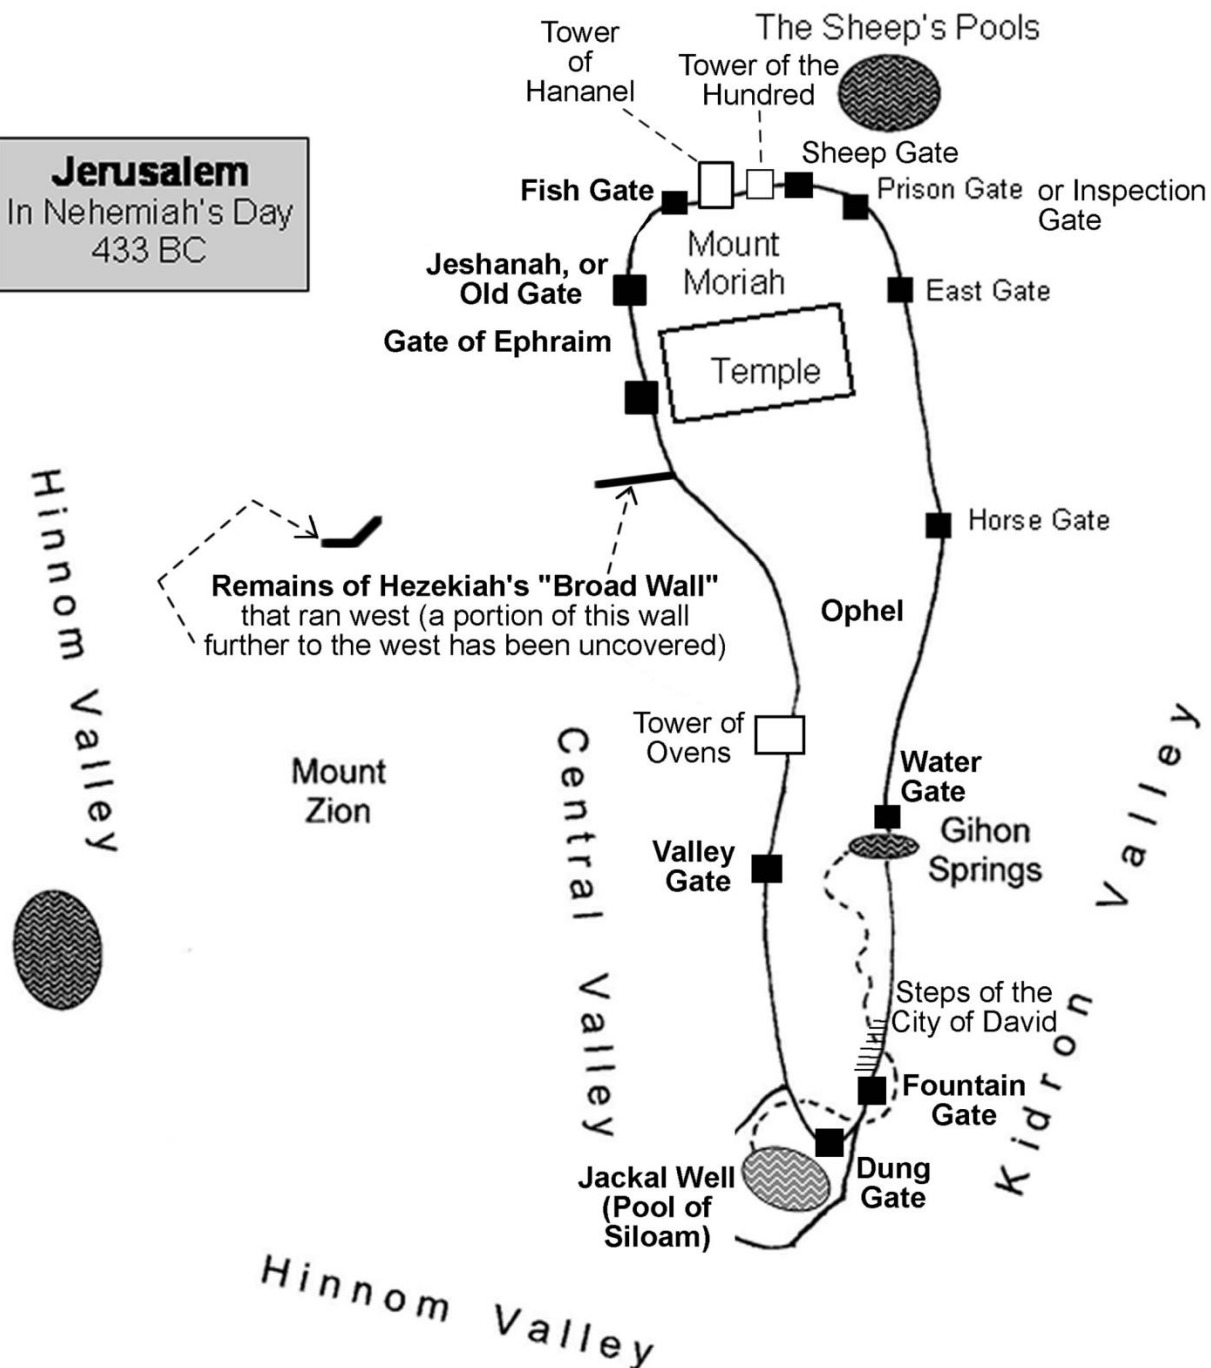 The Sheep's Pools
Tower
of
Hananel
Tower of the
Hundred
Jerusalem
In Nehemiah's Day
433 BC
Sheep Gate
Fish Gate
Prison Gate or Inspection
Gate
Mount
Moriah
Jeshanah, or
Old Gate
East Gate
Gate of Ephraim
Temple
Hinnom Valley
Horse Gate
Remains of Hezekiah's "Broad Wall"
that ran west (a portion of this wall
further to the west has been uncovered)
Ophel
Tower of
Ovens
Central Valley
Mount
Zion
Water
Gate
Gihon
Springs
Kidron Valley
Valley
Gate
Steps of the
City of David
Fountain
Gate
Dung
Gate
Jackal Well
(Pool of
Siloam)
Hinnom Valley